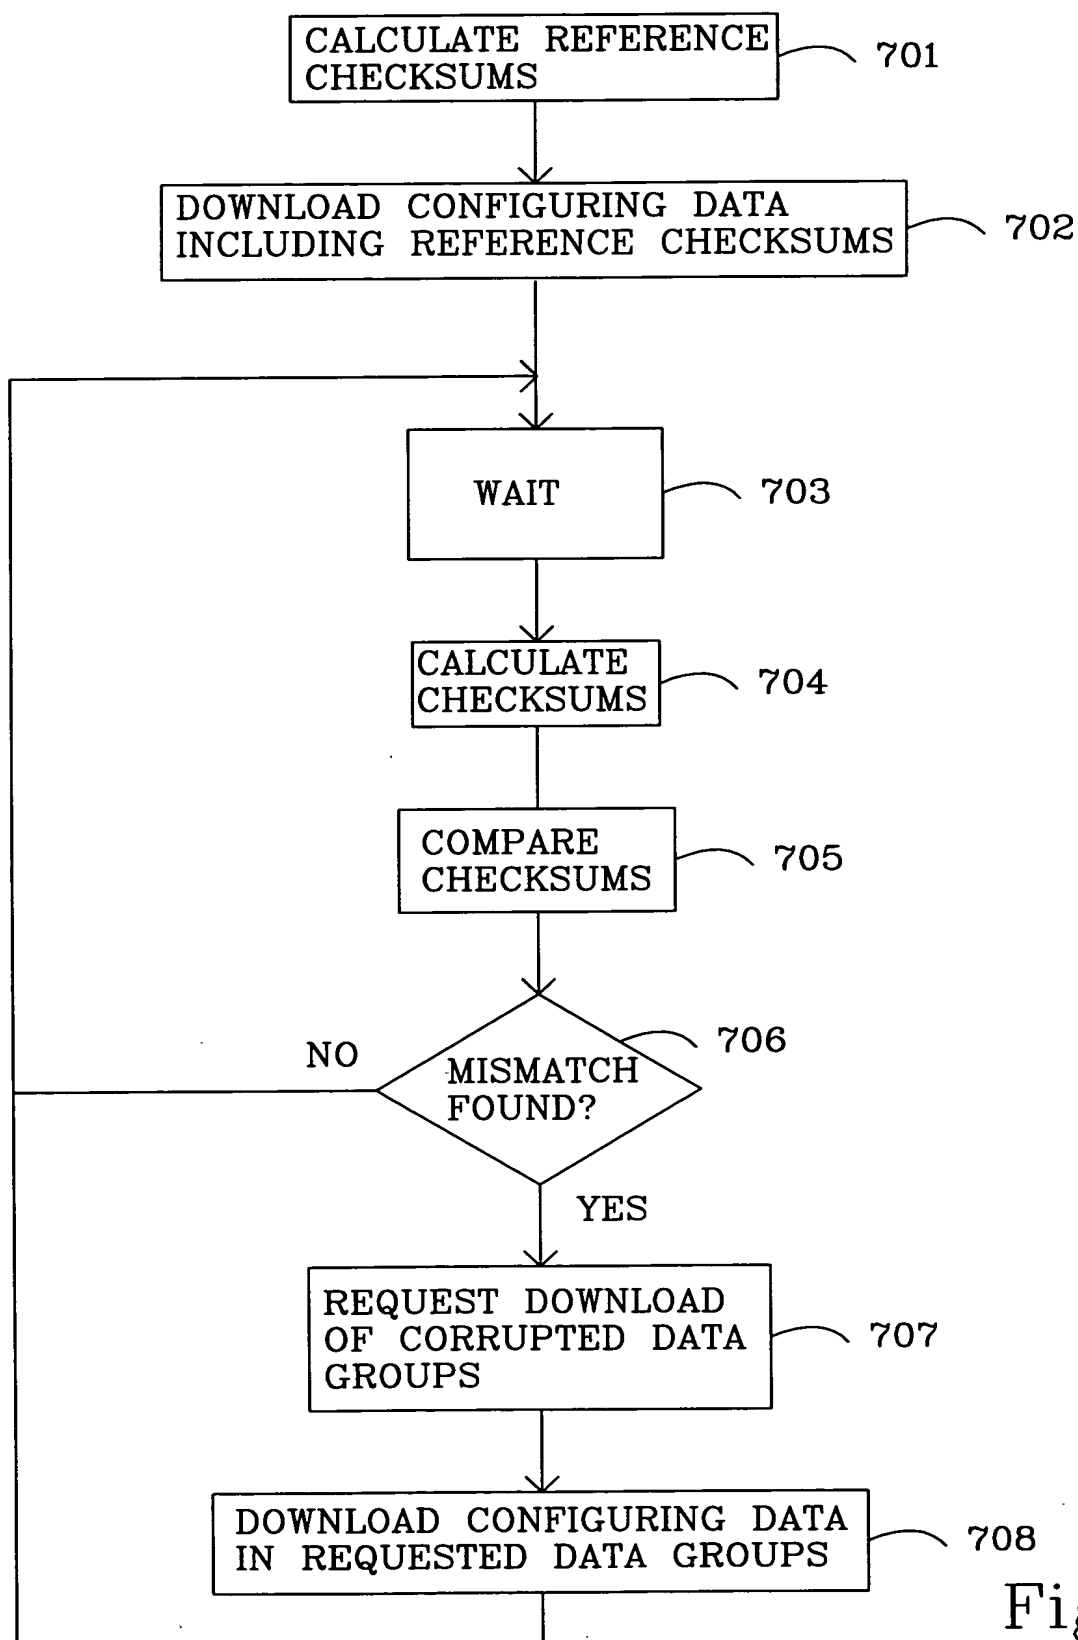 CALCULATE REFERENCE
CHECKSUMS
701
DOWNLOAD CONFIGURING DATA
INCLUDING REFERENCE CHECKSUMS
702
WAIT
703
CALCULATE
CHECKSUMS
704
COMPARE
CHECKSUMS
705
706
NO
MISMATCH
FOUND?
YES
REQUEST DOWNLOAD
OF CORRUPTED DATA
GROUPS
707
DOWNLOAD CONFIGURING DATA
IN REQUESTED DATA GROUPS
708